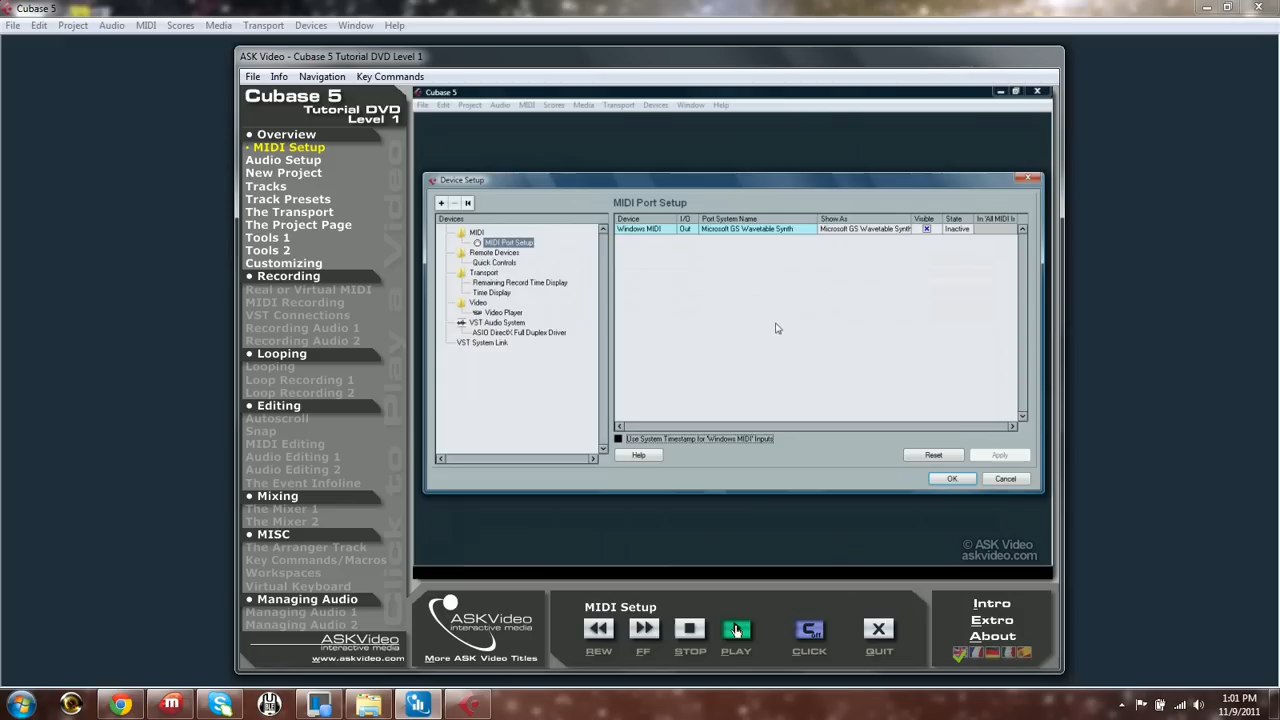 Cubase 5
File Edit Project Audio MIDI Scores Media Transport Devices Window Help
ASK Video - Cubase 5 Tutorial DVD Level 1
File Info Navigation Key Commands
Cubase 5
Tutorial DVD
Level 1
• Overview
· MIDI Setup
Audio Setup
New Project
Tracks
Track Presets
The Transport
The Project Page
Tools 1
Tools 2
Customizing
• Recording
Real or Virtual MIDI
MIDI Recording
VST Connections
Recording Audio 1
Recording Audio 2
• Looping
Looping
Loop Recording 1
Loop Recording 2
• Editing
Autoscroll
Snap
MIDI Editing
Audio Editing 1
Audio Editing 2
The Event Infoline
• Mixing
The Mixer 1
The Mixer 2
• MISC
The Arranger Track
Key Commands/Macros
Workspaces
Virtual Keyboard
• Managing Audio
Managing Audio 1
Managing Audio 2
ASKVideo
interactive media
www.askvideo.com
Click to Play a Video
Cubase 5
File Edit Project Audio MIDI Scores Media Transport Devices Window Help
Device Setup
Devices
MIDI
MIDI Port Setup
Remote Devices
Quick Controls
Transport
Remaining Record Time Display
Time Display
Video
Video Player
VST Audio System
ASIO DirectX Full Duplex Driver
VST System Link
MIDI Port Setup
Device I/O Port System Name Show As Visible State In 'All MIDI In
Windows MIDI Out Microsoft GS Wavetable Synth Microsoft GS Wavetable Synth Inactive
Use System Timestamp for 'Windows MIDI' Inputs
Help Reset Apply
OK Cancel
© ASK Video
askvideo.com
ASKVideo
interactive media
More ASK Video Titles
MIDI Setup
off
REW FF STOP PLAY CLICK QUIT
Intro
Extro
About
1:01 PM
11/9/2011